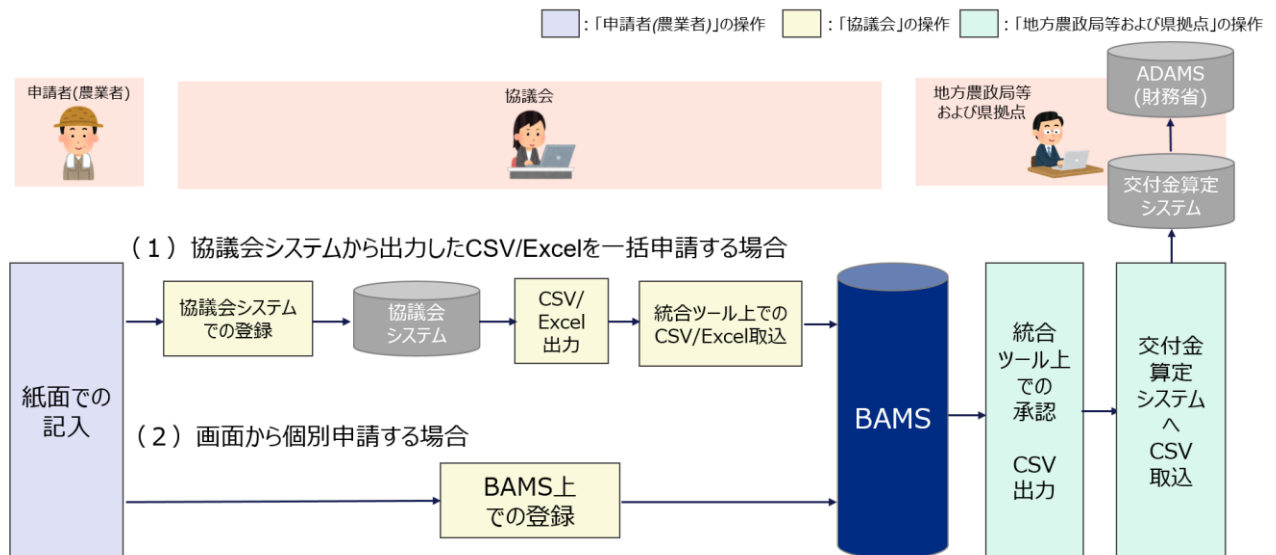 ：「申請者(農業者)」の操作
：「協議会」の操作
：「地方農政局等および県拠点」の操作
申請者(農業者)
協議会
地方農政局等
および県拠点
ADAMS
(財務省)
交付金算定
システム
（１）協議会システムから出力したCSV/Excelを一括申請する場合
紙面での
記入
協議会システム
での登録
協議会
システム
CSV/
Excel
出力
統合ツール上での
CSV/Excel取込
（２）画面から個別申請する場合
BAMS上
での登録
BAMS
統合
ツール上
での
承認
CSV
出力
交付金
算定
システム
へ
CSV
取込